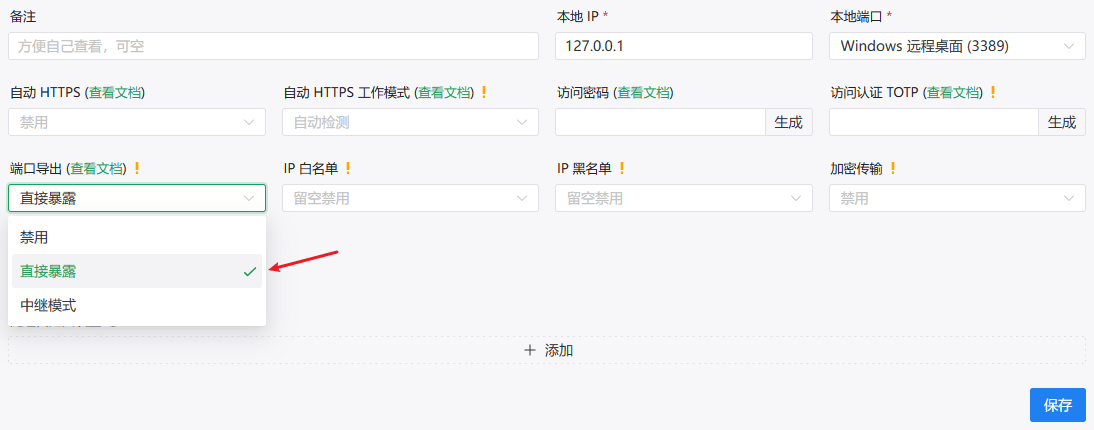 备注
本地 IP *
本地端口 *
方便自己查看，可空
127.0.0.1
Windows 远程桌面 (3389)
自动 HTTPS (查看文档)
自动 HTTPS 工作模式 (查看文档) !
访问密码 (查看文档)
访问认证 TOTP (查看文档) !
禁用
自动检测
生成
生成
端口导出 (查看文档) !
IP 白名单 !
IP 黑名单 !
加密传输 !
直接暴露
留空禁用
留空禁用
禁用
禁用
直接暴露
中继模式
+ 添加
保存